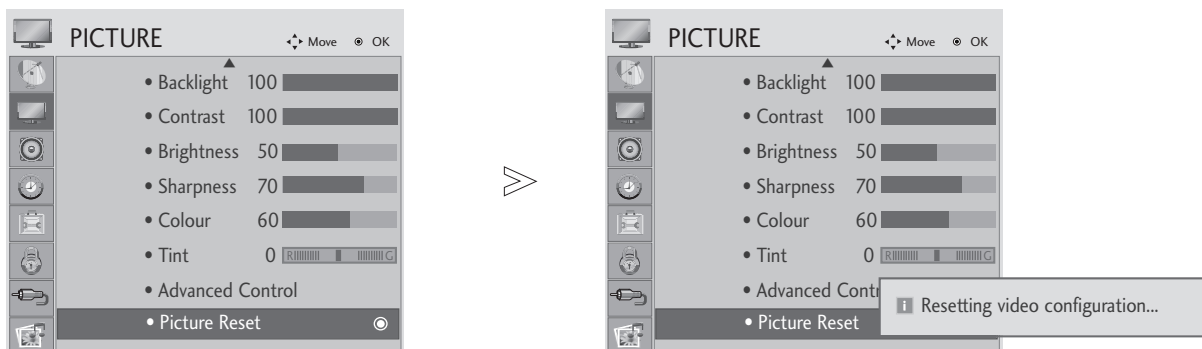 PICTURE Move OK
• Backlight 100
• Contrast 100
• Brightness 50
• Sharpness 70
• Colour 60
• Tint 0 R G
• Advanced Control
• Picture Reset
>
PICTURE Move OK
• Backlight 100
• Contrast 100
• Brightness 50
• Sharpness 70
• Colour 60
• Tint 0 R G
• Advanced Contr
• Picture Reset
i Resetting video configuration...